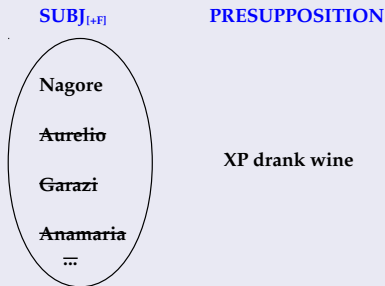 SUBJ[+F] PRESUPPOSITION
Nagore
Aurelio
Garazi
XP drank wine
Anamaria
...